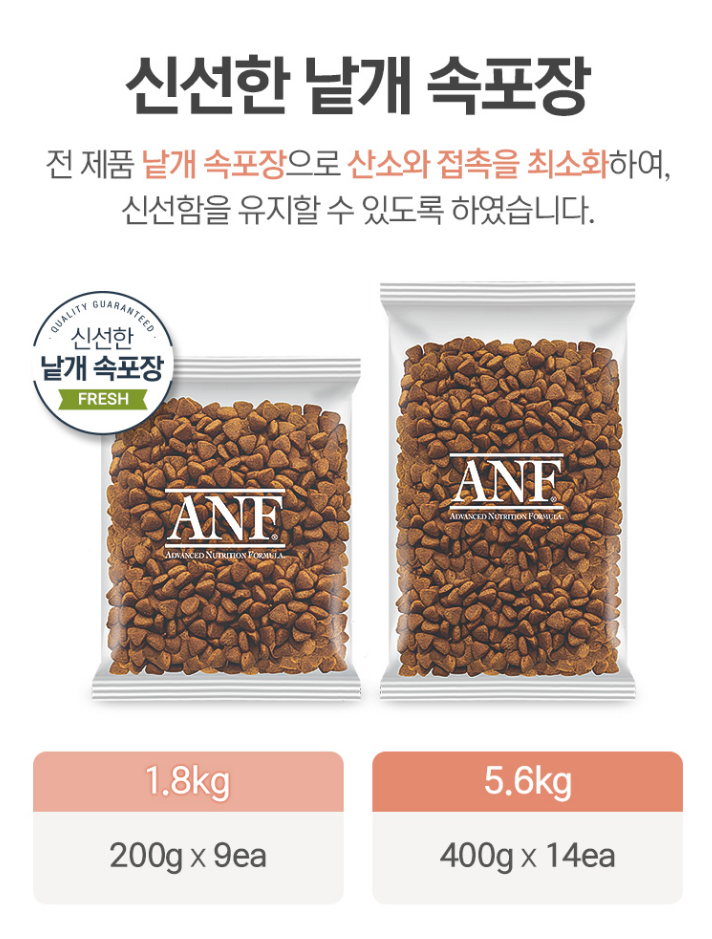 신선한 낱개 속포장
전 제품 낱개 속포장으로 산소와 접촉을 최소화하여,
신선함을 유지할 수 있도록 하였습니다.
· QUALITY GUARANTEED ·
신선한
낱개 속포장
FRESH
ANF®
ADVANCED NUTRITION FORMULA.
ANF®
ADVANCED NUTRITION FORMULA.
1.8kg
200g x 9ea
5.6kg
400g x 14ea